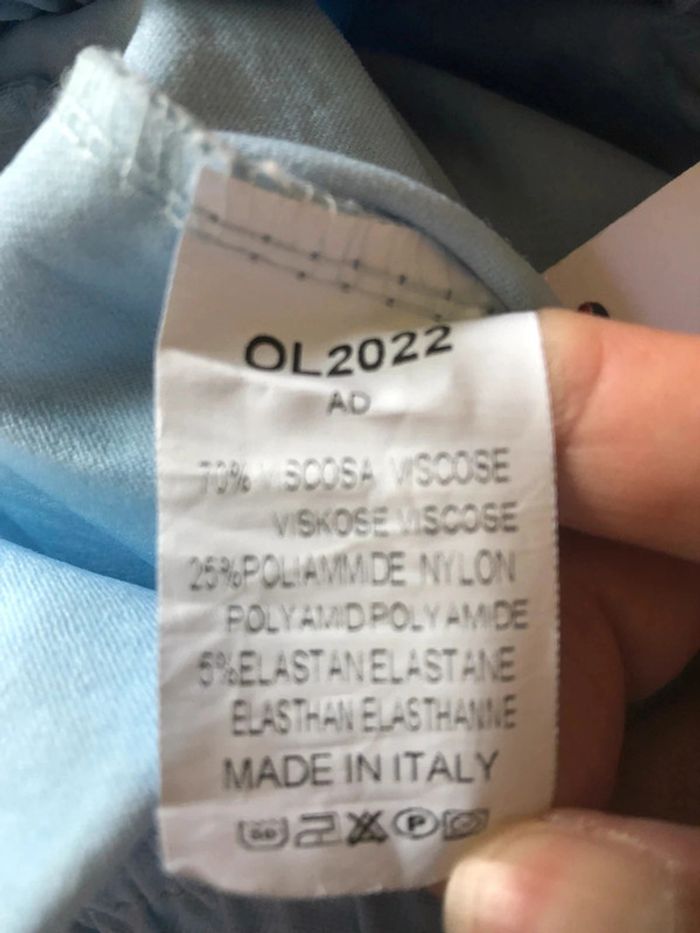 OL2022
AD
70% VISCOSA VISCOSE
VISKOSE VISCOSE
25%POLIAMMIDE NYLON
POLYAMID POLYAMIDE
5%ELASTAN ELASTANE
ELASTHAN ELASTHANNE
MADE IN ITALY
P